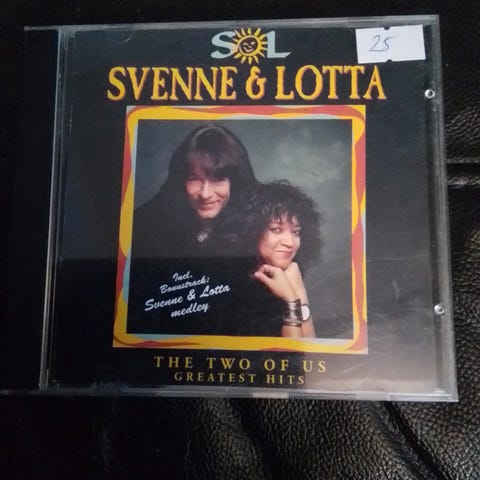 SOL
25
SVENNE & LOTTA
Incl.
Bonustrack:
Svenne & Lotta
medley
THE TWO OF US
GREATEST HITS